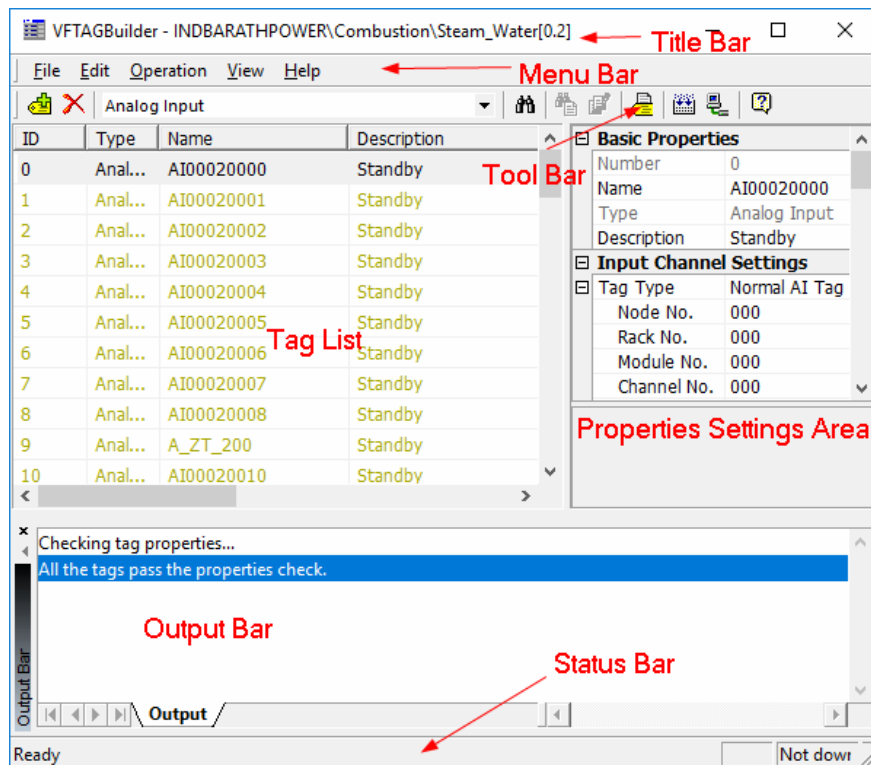 VFTAGBuilder - INDBARATHPOWER\Combustion\Steam_Water[0.2]
Title Bar
File Edit Operation View Help
Menu Bar
Analog Input
Tool Bar
ID Type Name Description
0 Anal... AI00020000 Standby
1 Anal... AI00020001 Standby
2 Anal... AI00020002 Standby
3 Anal... AI00020003 Standby
4 Anal... AI00020004 Standby
5 Anal... AI00020005 Standby
6 Anal... AI00020006 Standby
7 Anal... AI00020007 Standby
8 Anal... AI00020008 Standby
9 Anal... A_ZT_200 Standby
10 Anal... AI00020010 Standby
Tag List
Basic Properties
Number 0
Name AI00020000
Type Analog Input
Description Standby
Input Channel Settings
Tag Type Normal AI Tag
Node No. 000
Rack No. 000
Module No. 000
Channel No. 000
Properties Settings Area
Checking tag properties...
All the tags pass the properties check.
Output Bar
Output Bar
Status Bar
Output
Ready
Not down